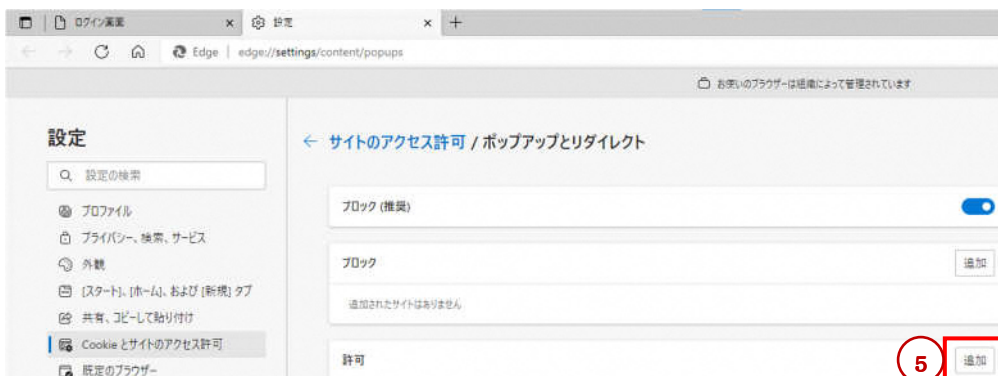 ログイン画面
設定
Edge | edge://settings/content/popups
お使いのブラウザーは組織によって管理されています
設定
設定の検索
プロファイル
プライバシー、検索、サービス
外観
[スタート]、[ホーム]、および [新規] タブ
共有、コピーして貼り付け
Cookie とサイトのアクセス許可
既定のブラウザー
サイトのアクセス許可 / ポップアップとリダイレクト
ブロック (推奨)
ブロック
追加
追加されたサイトはありません
許可
5
追加